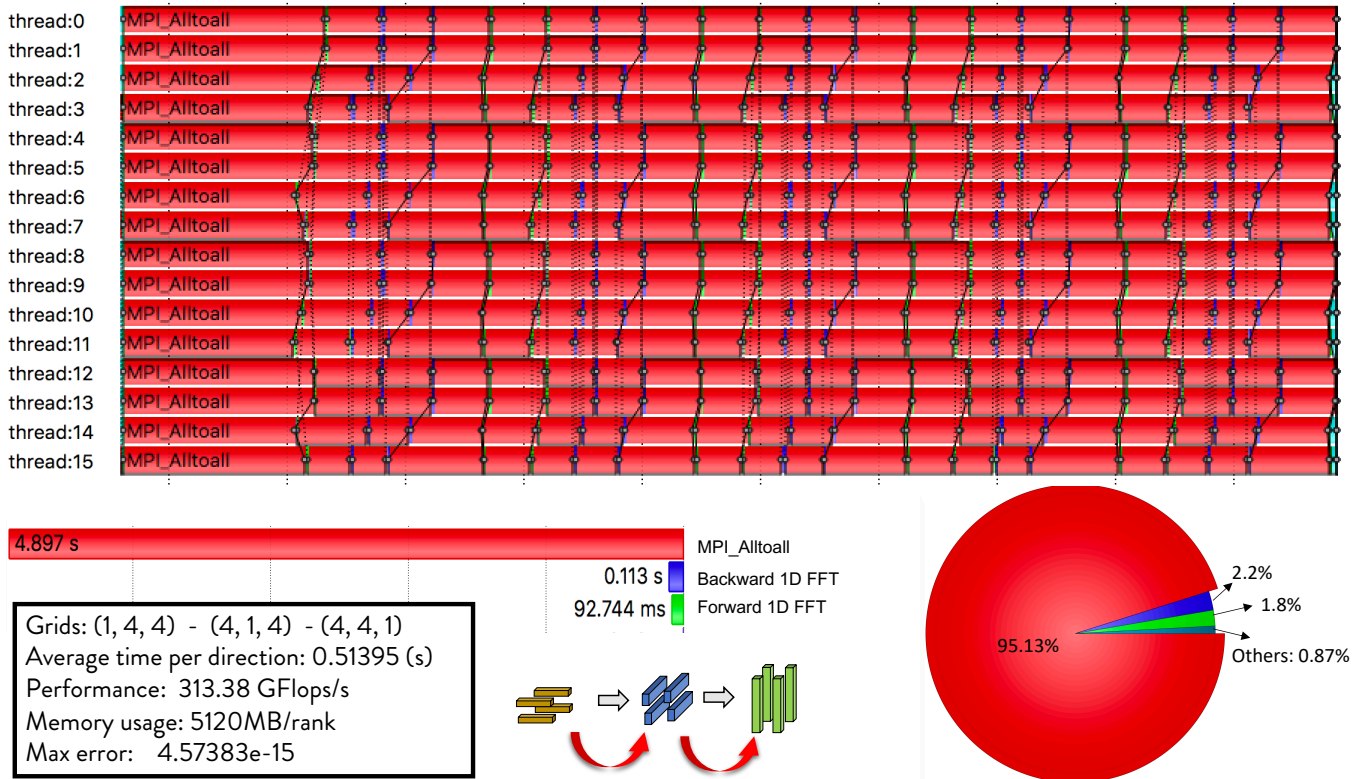 thread:0 MPI_Alltoall
thread:1 MPI_Alltoall
thread:2 MPI_Alltoall
thread:3 MPI_Alltoall
thread:4 MPI_Alltoall
thread:5 MPI_Alltoall
thread:6 MPI_Alltoall
thread:7 MPI_Alltoall
thread:8 MPI_Alltoall
thread:9 MPI_Alltoall
thread:10 MPI_Alltoall
thread:11 MPI_Alltoall
thread:12 MPI_Alltoall
thread:13 MPI_Alltoall
thread:14 MPI_Alltoall
thread:15 MPI_Alltoall
4.897 s MPI_Alltoall
0.113 s Backward 1D FFT
92.744 ms Forward 1D FFT
Grids: (1, 4, 4) - (4, 1, 4) - (4, 4, 1)
Average time per direction: 0.51395 (s)
Performance: 313.38 GFlops/s
Memory usage: 5120MB/rank
Max error: 4.57383e-15
2.2%
1.8%
95.13%
Others: 0.87%